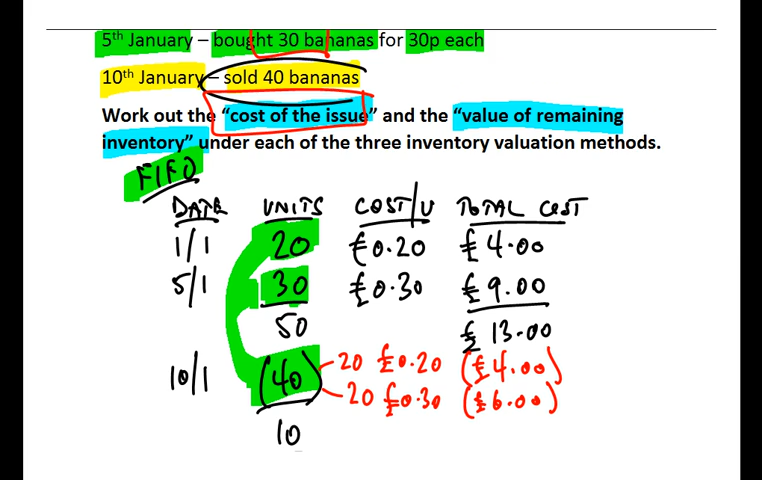 5th January – bought 30 bananas for 30p each
10th January – sold 40 bananas
Work out the “cost of the issue” and the “value of remaining
inventory” under each of the three inventory valuation methods.
FIFO
DATE UNITS COST/U TOTAL COST
1/1 20 £0.20 £4.00
5/1 30 £0.30 £9.00
50 £13.00
10/1 (40) 20 £0.20 (£4.00)
20 £0.30 (£6.00)
10